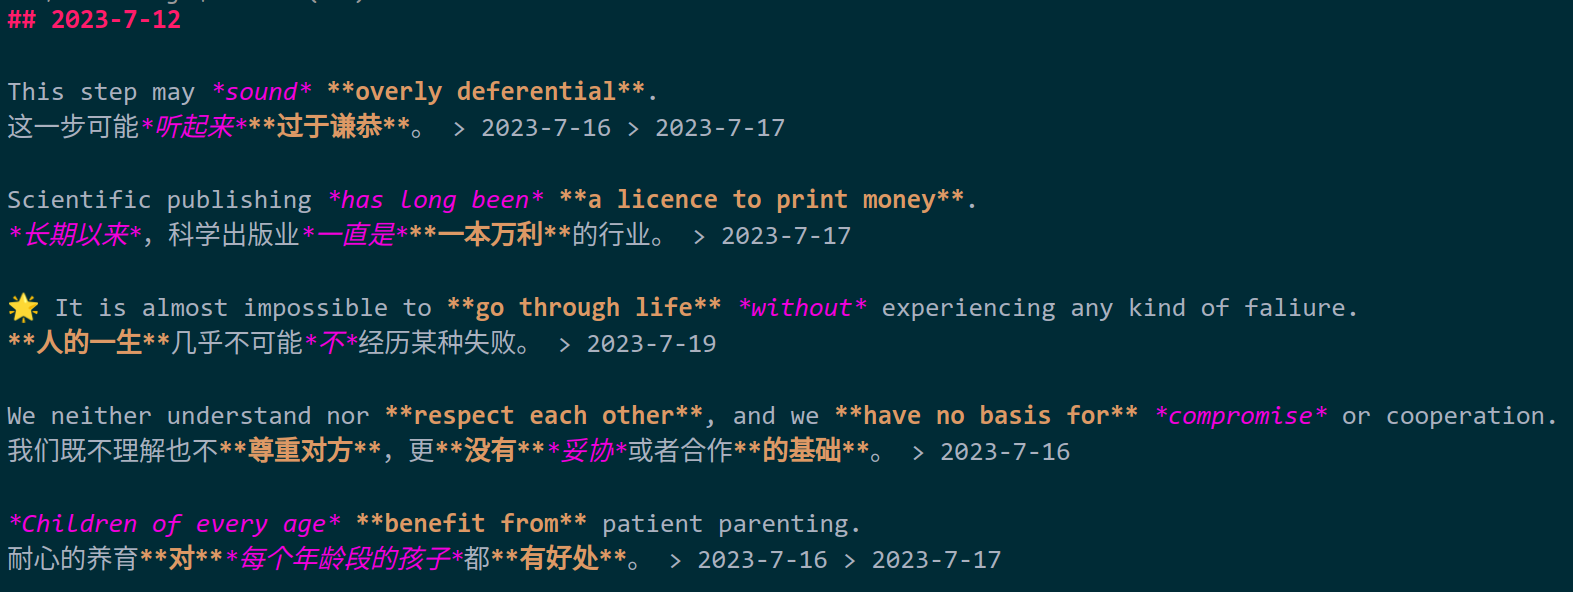 ## 2023-7-12
This step may *sound* **overly deferential**.
这一步可能*听起来***过于谦恭**。 > 2023-7-16 > 2023-7-17
Scientific publishing *has long been* **a licence to print money**.
*长期以来*，科学出版业*一直是***一本万利**的行业。 > 2023-7-17
🌟 It is almost impossible to **go through life** *without* experiencing any kind of faliure.
**人的一生**几乎不可能*不*经历某种失败。 > 2023-7-19
We neither understand nor **respect each other**, and we **have no basis for** *compromise* or cooperation.
我们既不理解也不**尊重对方**，更**没有***妥协*或者合作**的基础**。 > 2023-7-16
*Children of every age* **benefit from** patient parenting.
耐心的养育**对***每个年龄段的孩子*都**有好处**。 > 2023-7-16 > 2023-7-17